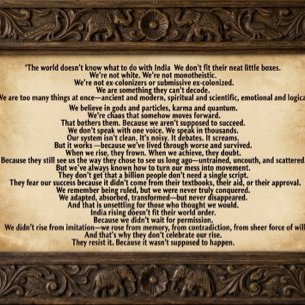 'The world doesn't know what to do with India We don't fit their neat little boxes.
We're not white. We're not monotheistic.
We're not ex-colonizers or submissive ex-colonized.
We are something they can't decode.
We are too many things at once—ancient and modern, spiritual and scientific, emotional and logical
We believe in gods and particles, karma and quantum.
We're chaos that somehow moves forward.
That bothers them. Because we aren't supposed to succeed.
We don't speak with one voice. We speak in thousands.
Our system isn't clean. It's noisy. It debates. It screams.
But it works —because we've lived through worse and survived.
When we rise, they frown. When we achieve, they doubt.
Because they still see us the way they chose to see us long ago—untrained, uncouth, and scattered
But we've always known how to turn our mess into movement.
They don't get that a billion people don't need a single script.
They fear our success because it didn't come from their textbooks, their aid, or their approval.
We remember being ruled, but we were never truly conquered.
We adapted, absorbed, transformed—but never disappeared.
And that is unsettling for those who thought we would.
India rising doesn't fit their world order.
Because we didn't wait for permission.
We didn't rise from imitation—we rose from memory, from contradiction, from sheer force of will
And that's why they don't celebrate our rise.
They resist it. Because it wasn't supposed to happen.